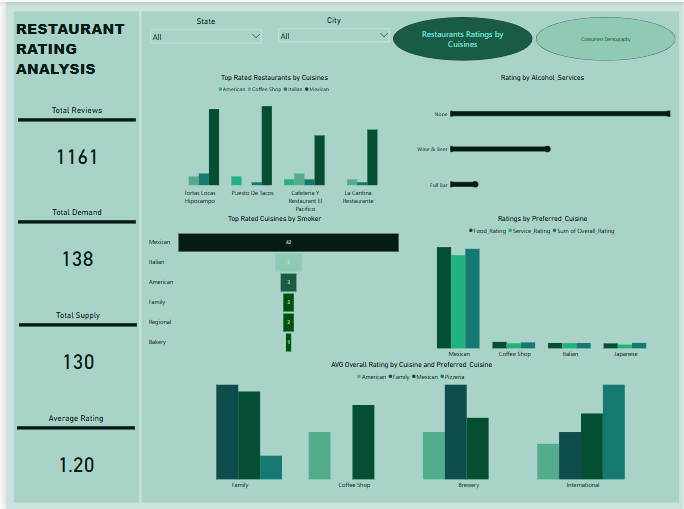 RESTAURANT
RATING
ANALYSIS
State
All
City
All
Restaurants Ratings by
Cuisines
Consumers Demography
Total Reviews
1161
Total Demand
138
Total Supply
130
Average Rating
1.20
Top Rated Restaurants by Cuisines
American Coffee Shop Italian Mexican
Tortas Locas
Hipocampo
Puesto De Tacos
Cafeteria Y
Restaurant El
Pacifico
La Cantina
Restaurante
Rating by Alcohol_Services
None
Wine & Beer
Full Bar
Top Rated Cuisines by Smoker
Mexican
Italian
American
Family
Regional
Bakery
3
2
2
1
Ratings by Preferred_Cuisine
Food_Rating Service_Rating Sum of Overall_Rating
Mexican
Coffee Shop
Italian
Japanese
AVG Overall Rating by Cuisine and Preferred_Cuisine
American Family Mexican Pizzeria
Family
Coffee Shop
Brewery
International